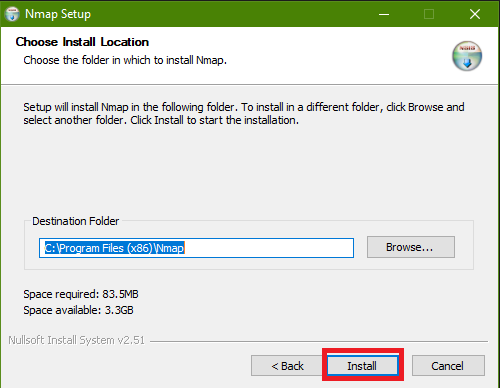 Nmap Setup
Choose Install Location
Choose the folder in which to install Nmap.
Setup will install Nmap in the following folder. To install in a different folder, click Browse and
select another folder. Click Install to start the installation.
Destination Folder
C:\Program Files (x86)\Nmap
Browse...
Space required: 83.5MB
Space available: 3.3GB
Nullsoft Install System v2.51
< Back
Install
Cancel